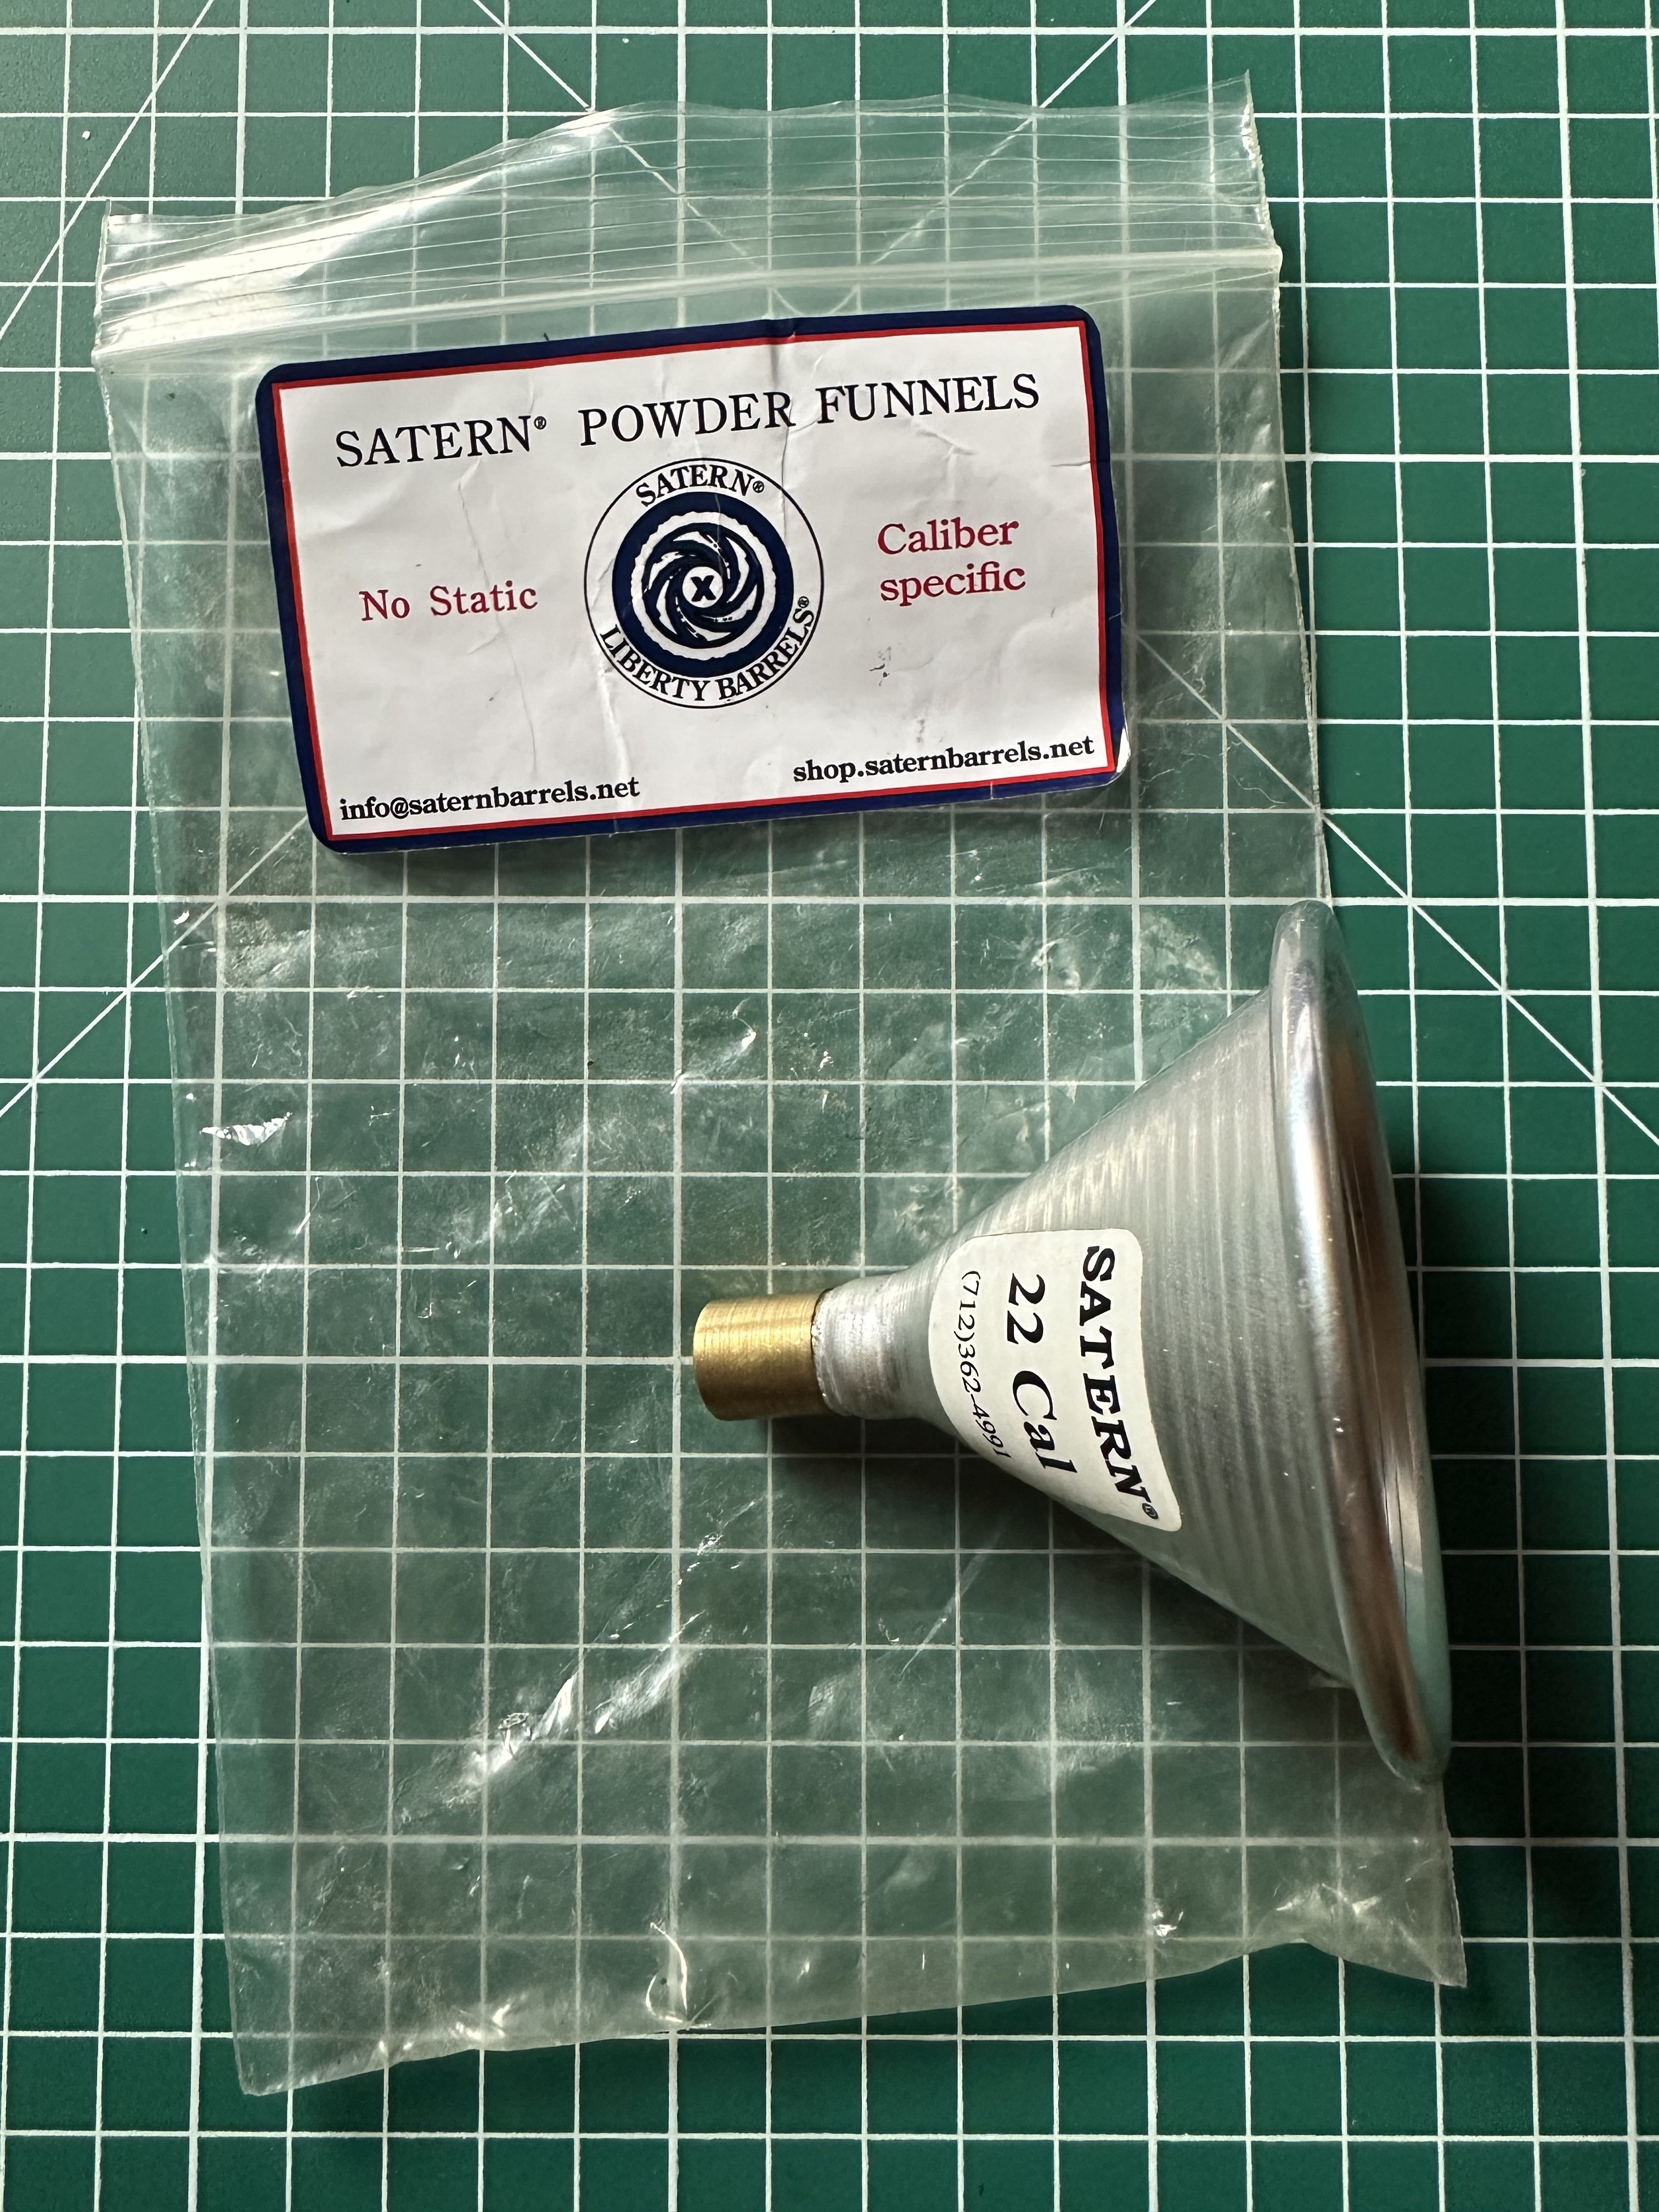 SATERN® POWDER FUNNELS
No Static
SATERN®
X
LIBERTY BARRELS®
Caliber
specific
info@saternbarrels.net
shop.saternbarrels.net
SATERN®
22 Cal
(712)362-4991